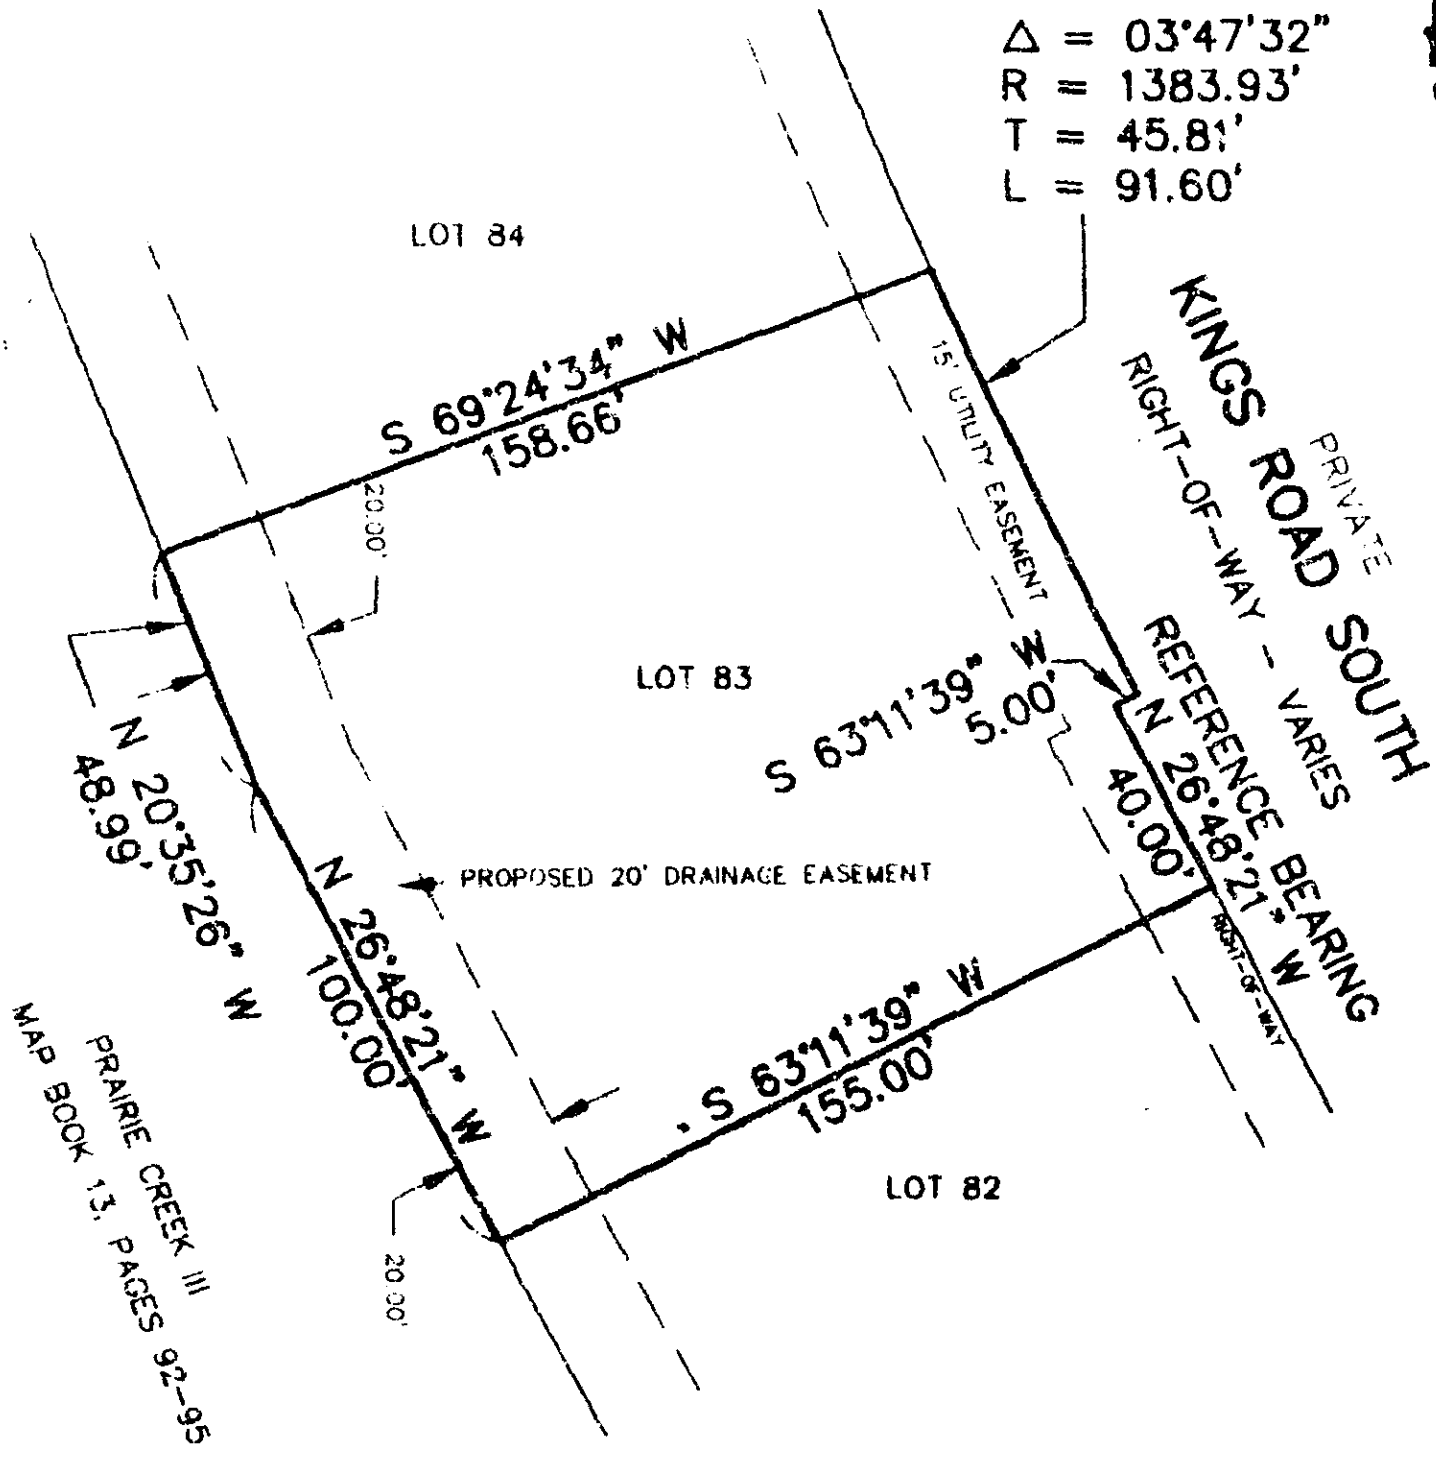 Δ = 03°47'32"
R = 1383.93'
T = 45.81'
L = 91.60'
LOT 84
S 69°24'34" W
158.66'
20.00'
15' UTILITY EASEMENT
KINGS ROAD SOUTH
PRIVATE
RIGHT-OF-WAY - VARIES
LOT 83
S 63°11'39" W
5.00'
REFERENCE BEARING
N 26°48'21" W
40.00'
RIGHT-OF-WAY
N 20°35'26" W
48.99'
PROPOSED 20' DRAINAGE EASEMENT
N 26°48'21" W
100.00'
S 63°11'39" W
155.00'
LOT 82
20.00'
PRAIRIE CREEK III
MAP BOOK 13, PAGES 92-95